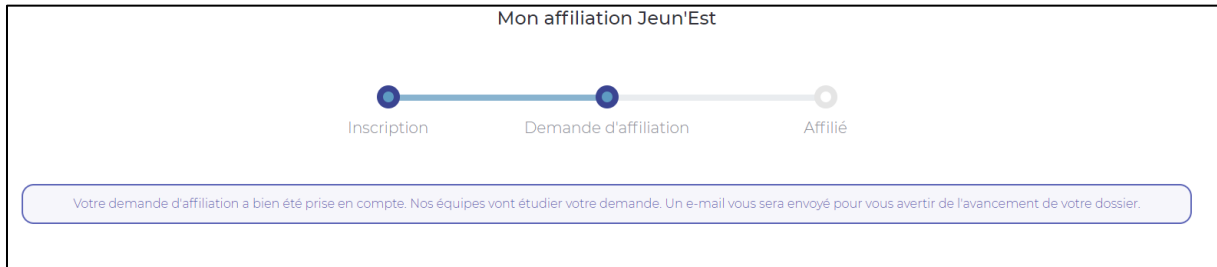 Mon affiliation Jeun'Est
Inscription Demande d'affiliation Affilié
Votre demande d'affiliation a bien été prise en compte. Nos équipes vont étudier votre demande. Un e-mail vous sera envoyé pour vous avertir de l'avancement de votre dossier.